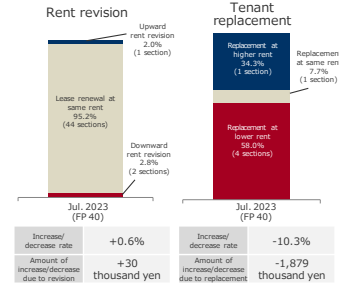 Rent revision
Upward
rent revision
2.0%
(1 section)
Lease renewal at
same rent
95.2%
(44 sections)
Downward
rent revision
2.8%
(2 sections)
Jul. 2023
(FP 40)
Increase/
decrease rate
+0.6%
Amount of
increase/decrease
due to revision
+30
thousand yen
Tenant
replacement
Replacement at
higher rent
34.3%
(1 section)
Replacemen
at same ren
7.7%
(1 section)
Replacement at
lower rent
58.0%
(4 sections)
Jul. 2023
(FP 40)
Increase/
decrease rate
-10.3%
Amount of
increase/decrease
due to replacement
-1,879
thousand yen